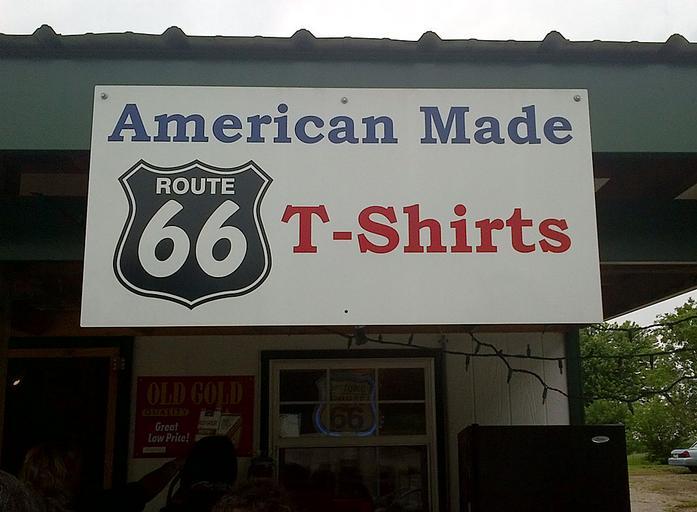 American Made
ROUTE
66
T-Shirts
OLD GOLD
QUALITY
Great
Low Price!
66